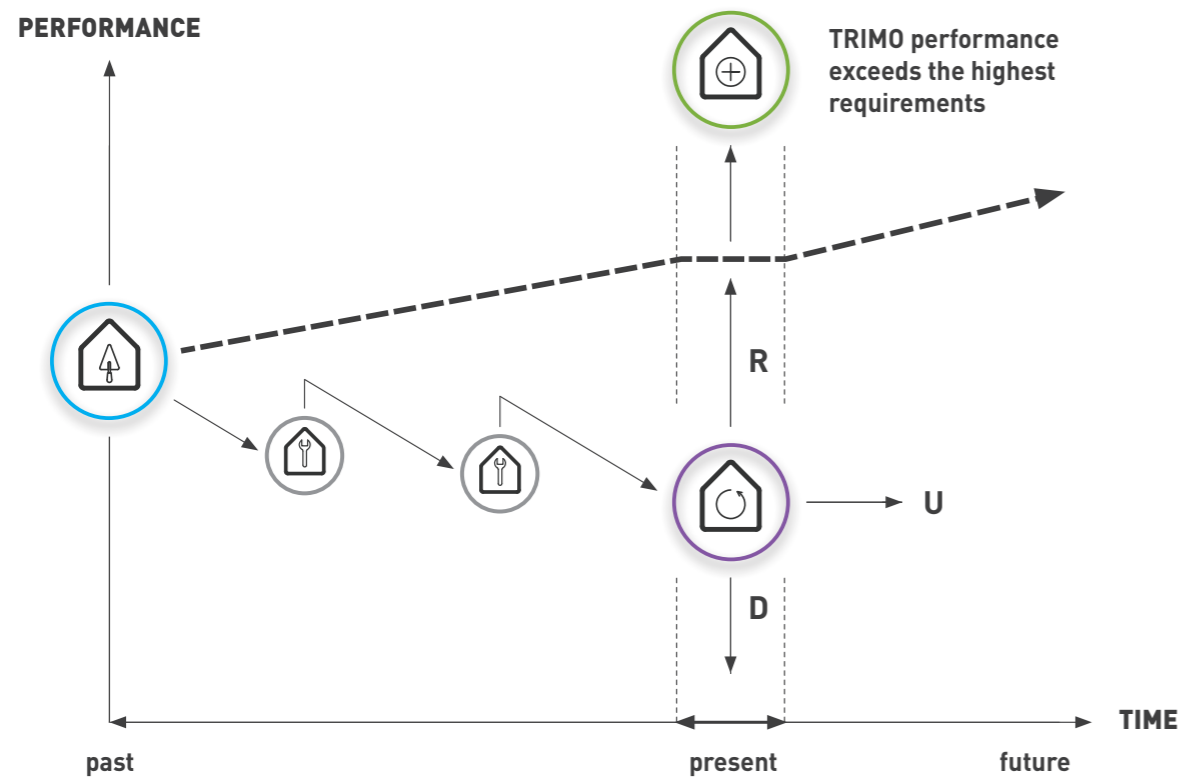 PERFORMANCE
TRIMO performance
exceeds the highest
requirements
R
U
D
TIME
past
present
future